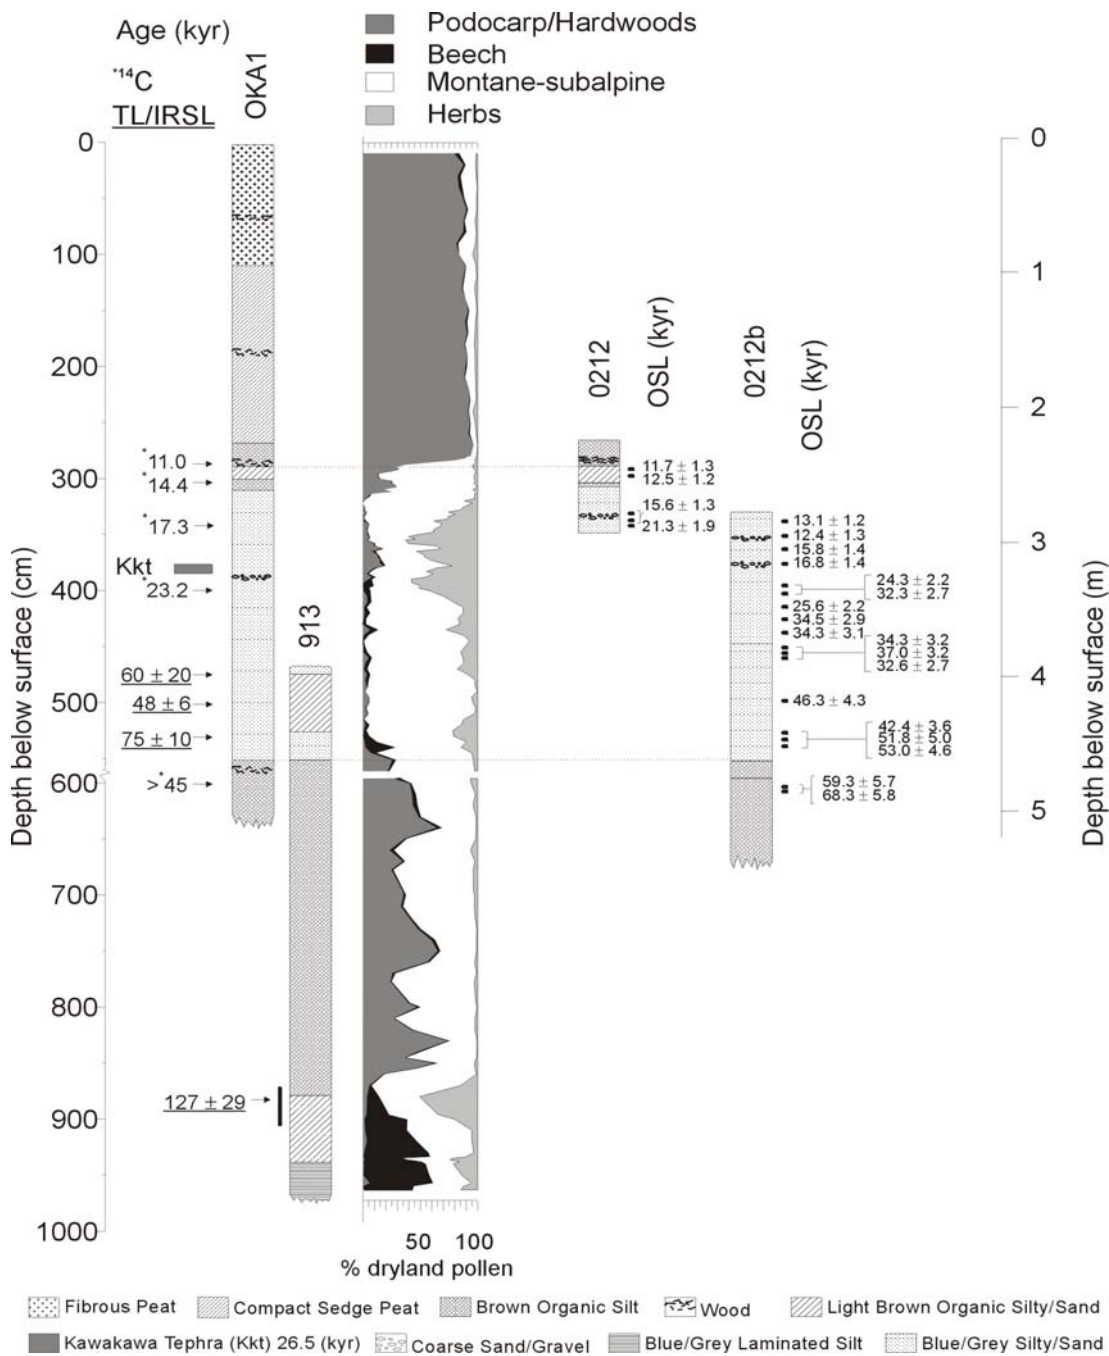 Age (kyr)
*14C
TL/IRSL
OKA1
Podocarp/Hardwoods
Beech
Montane-subalpine
Herbs
0
100
200
300
400
500
600
700
800
900
1000
Depth below surface (cm)
*11.0
*14.4
*17.3
Kkt
*23.2
60 ± 20
48 ± 6
75 ± 10
>*45
127 ± 29
913
50 100
% dryland pollen
0212
OSL (kyr)
11.7 ± 1.3
12.5 ± 1.2
15.6 ± 1.3
21.3 ± 1.9
0212b
OSL (kyr)
13.1 ± 1.2
12.4 ± 1.3
15.8 ± 1.4
16.8 ± 1.4
24.3 ± 2.2
32.3 ± 2.7
25.6 ± 2.2
34.5 ± 2.9
34.3 ± 3.1
34.3 ± 3.2
37.0 ± 3.2
32.6 ± 2.7
46.3 ± 4.3
42.4 ± 3.6
51.8 ± 5.0
53.0 ± 4.6
59.3 ± 5.7
68.3 ± 5.8
0
1
2
3
4
5
Depth below surface (m)
Fibrous Peat
Compact Sedge Peat
Brown Organic Silt
Wood
Light Brown Organic Silty/Sand
Kawakawa Tephra (Kkt) 26.5 (kyr)
Coarse Sand/Gravel
Blue/Grey Laminated Silt
Blue/Grey Silty/Sand